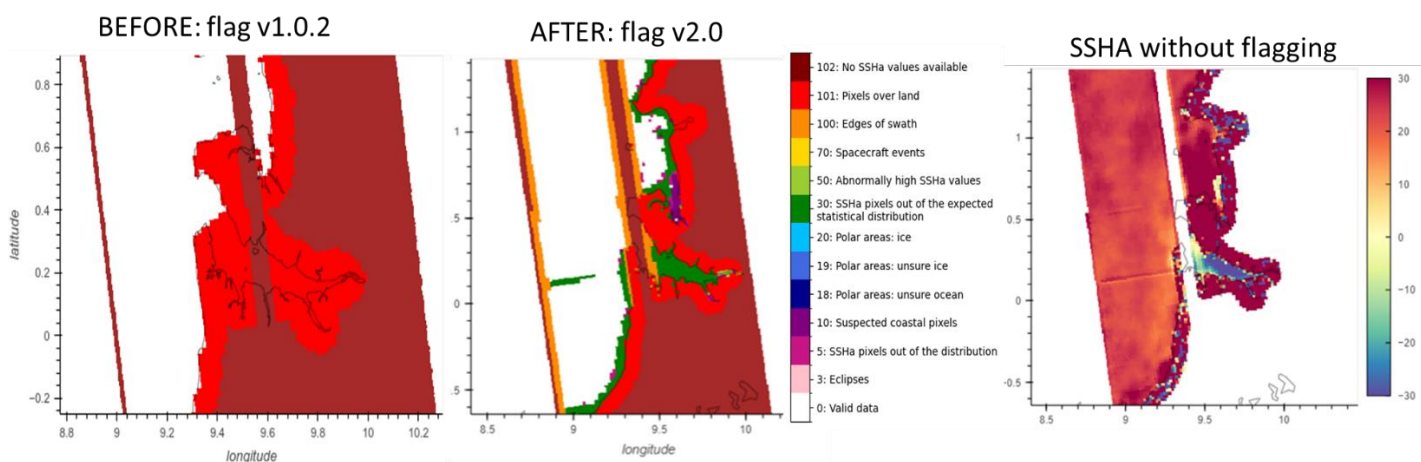 BEFORE: flag v1.0.2
AFTER: flag v2.0
SSHA without flagging
latitude
0.8
0.6
0.4
0.2
0
-0.2
8.8 9 9.2 9.4 9.6 9.8 10 10.2
longitude
1
.5
0
.5
8.5 9 9.5 10
longitude
102: No SSHa values available
101: Pixels over land
100: Edges of swath
70: Spacecraft events
50: Abnormally high SSHa values
30: SSHa pixels out of the expected
statistical distribution
20: Polar areas: ice
19: Polar areas: unsure ice
18: Polar areas: unsure ocean
10: Suspected coastal pixels
5: SSHa pixels out of the distribution
3: Eclipses
0: Valid data
1
0.5
0
-0.5
8.5 9 9.5 10
30
20
10
0
−10
−20
−30